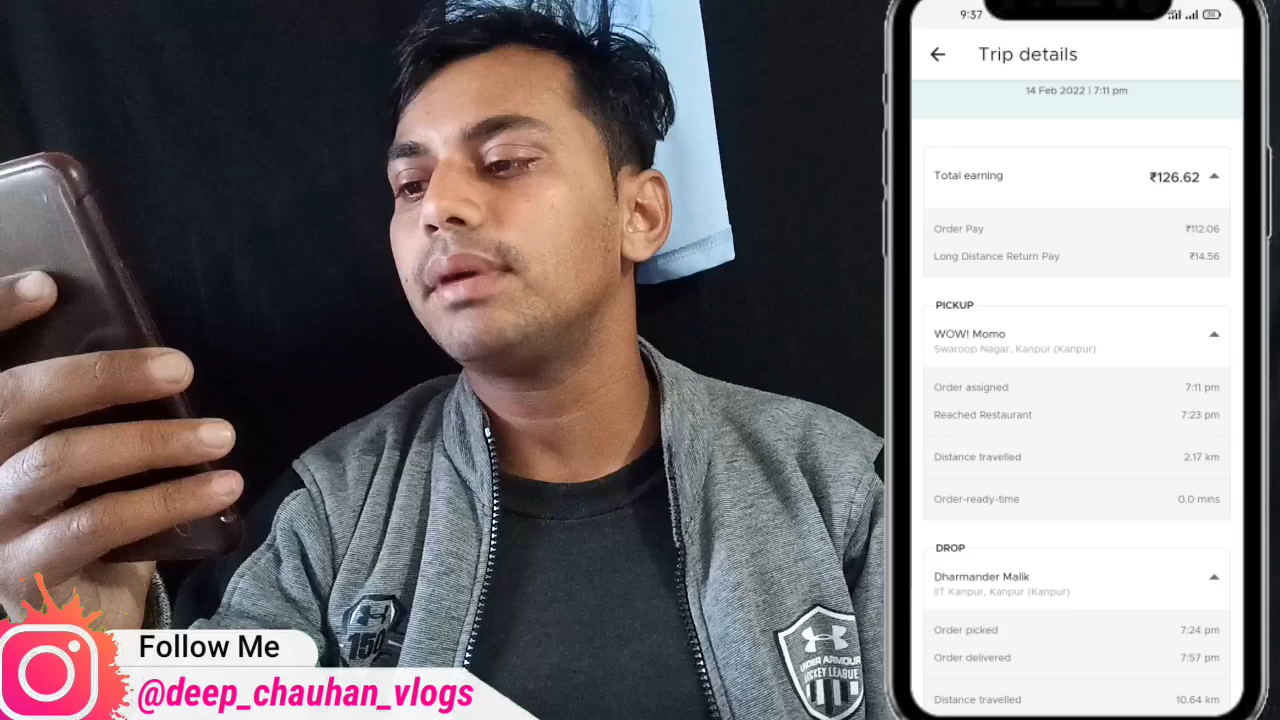 9:37
Trip details
14 Feb 2022 | 7:11 pm
Total earning ₹126.62
Order Pay ₹112.06
Long Distance Return Pay ₹14.56
PICKUP
WOW! Momo
Swaroop Nagar, Kanpur (Kanpur)
Order assigned 7:11 pm
Reached Restaurant 7:23 pm
Distance travelled 2.17 km
Order-ready-time 0.0 mins
DROP
Dharmander Malik
IIT Kanpur, Kanpur (Kanpur)
Order picked 7:24 pm
Order delivered 7:57 pm
Distance travelled 10.64 km
150
UNDER ARMOUR
HOCKEY LEAGUE
Follow Me
@deep_chauhan_vlogs